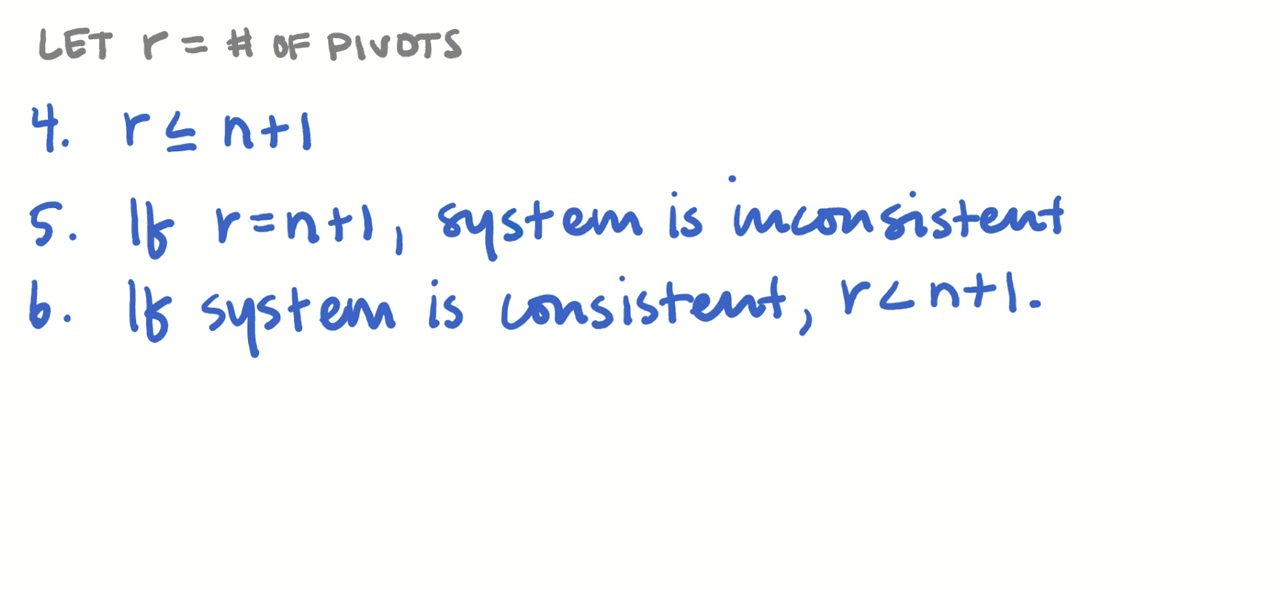 LET r = # OF PIVOTS
4. r ≤ n+1
5. If r=n+1, system is inconsistent
6. If system is consistent, r<n+1.